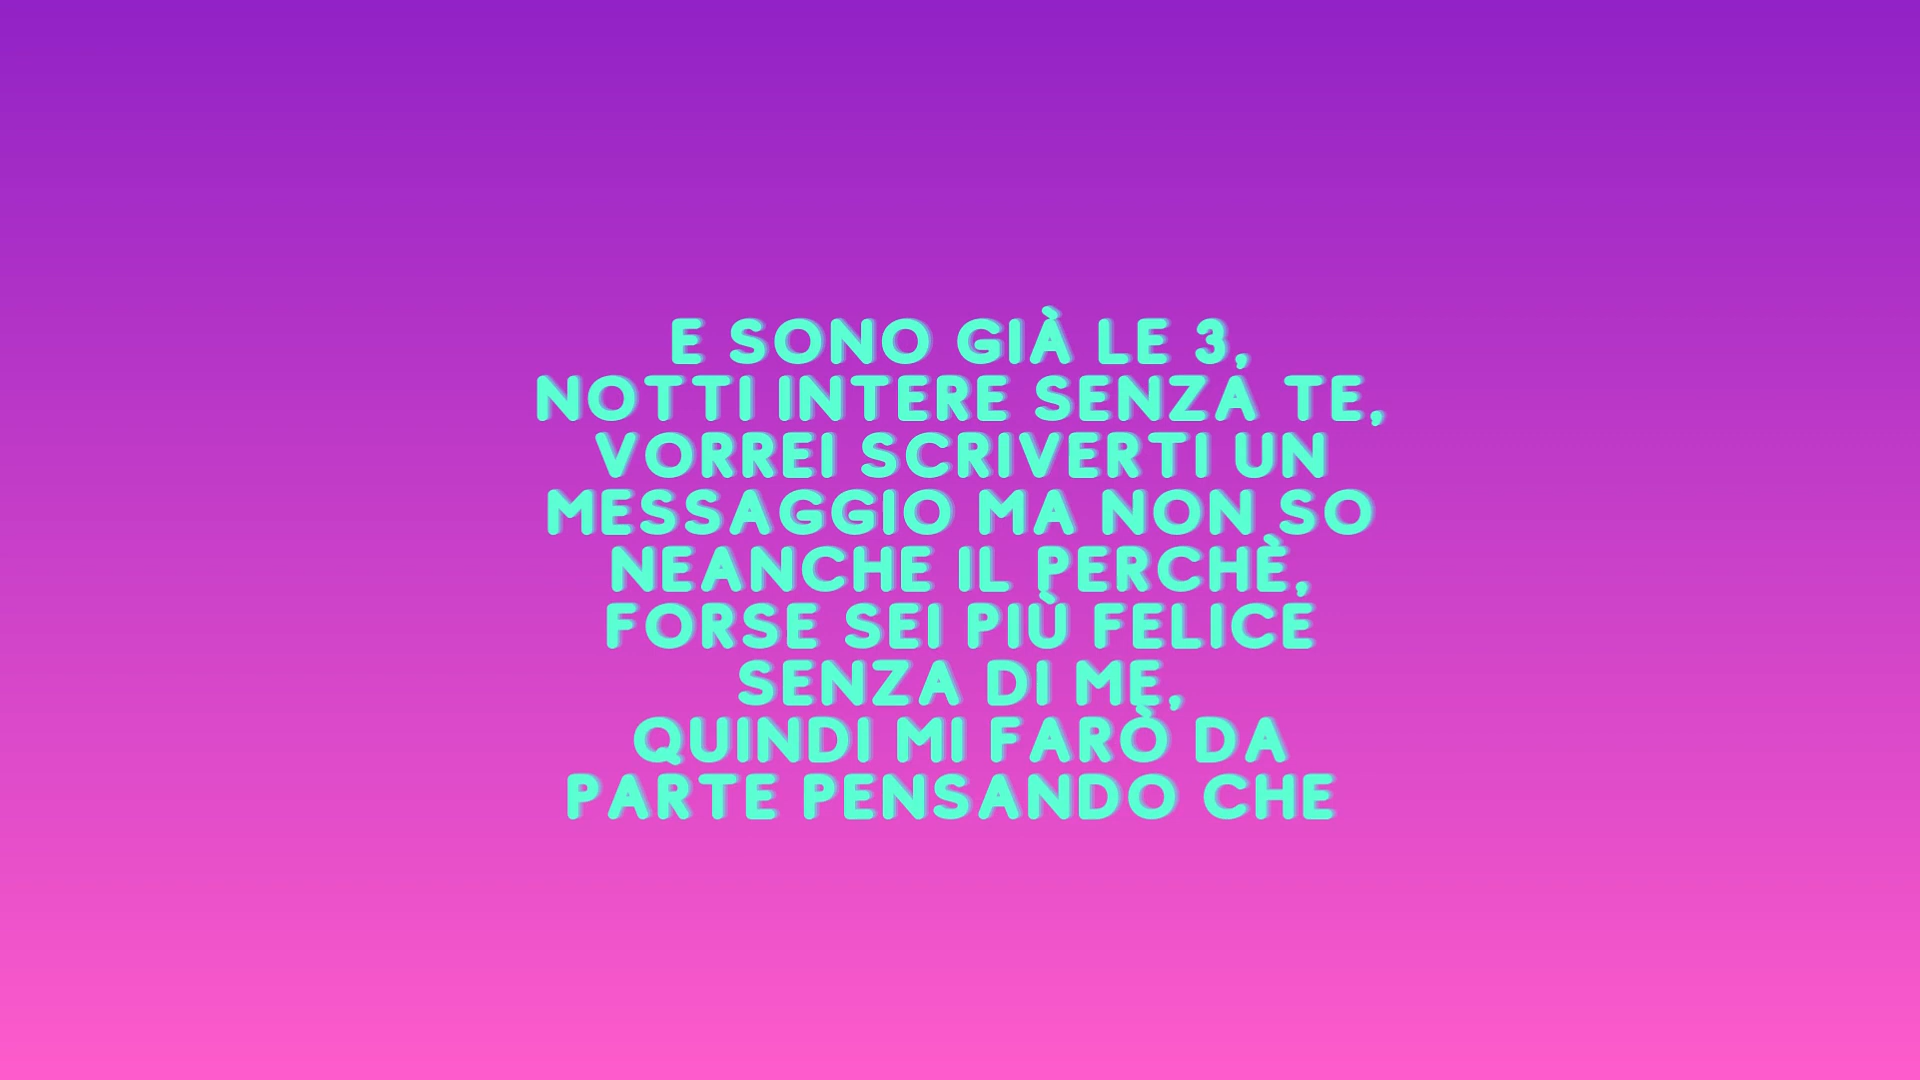 E SONO GIÀ LE 3,
NOTTI INTERE SENZA TE,
VORREI SCRIVERTI UN
MESSAGGIO MA NON SO
NEANCHE IL PERCHÈ,
FORSE SEI PIÙ FELICE
SENZA DI ME,
QUINDI MI FARÒ DA
PARTE PENSANDO CHE